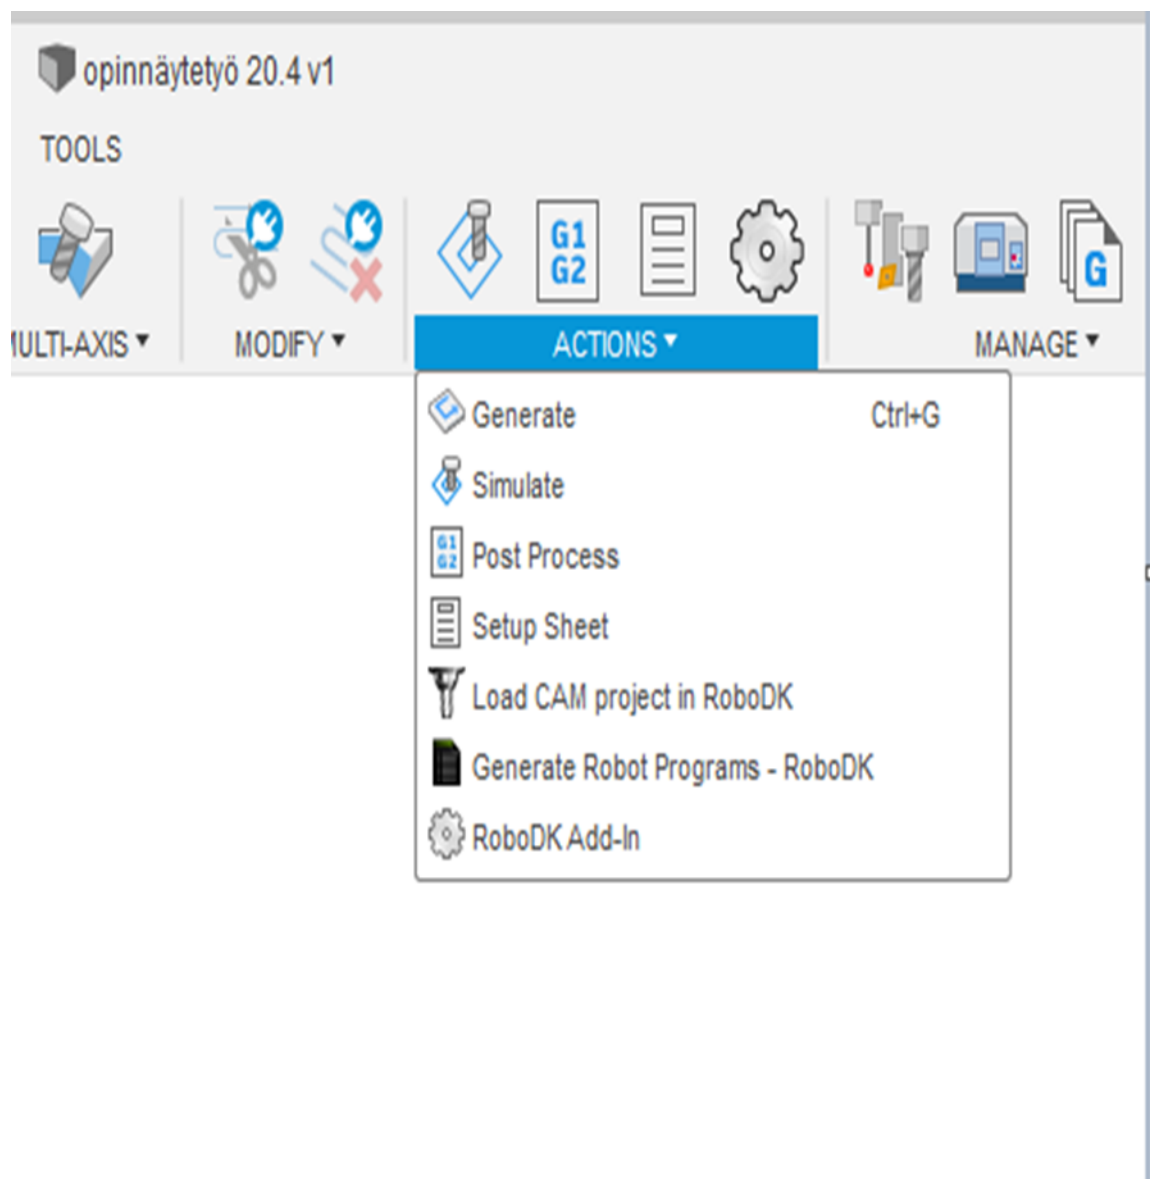 opinnäytetyö 20.4 v1
TOOLS
G1
G2
G
MULTI-AXIS MODIFY ACTIONS MANAGE
Generate Ctrl+G
Simulate
G1
G2
Post Process
Setup Sheet
Load CAM project in RoboDK
Generate Robot Programs - RoboDK
RoboDK Add-In